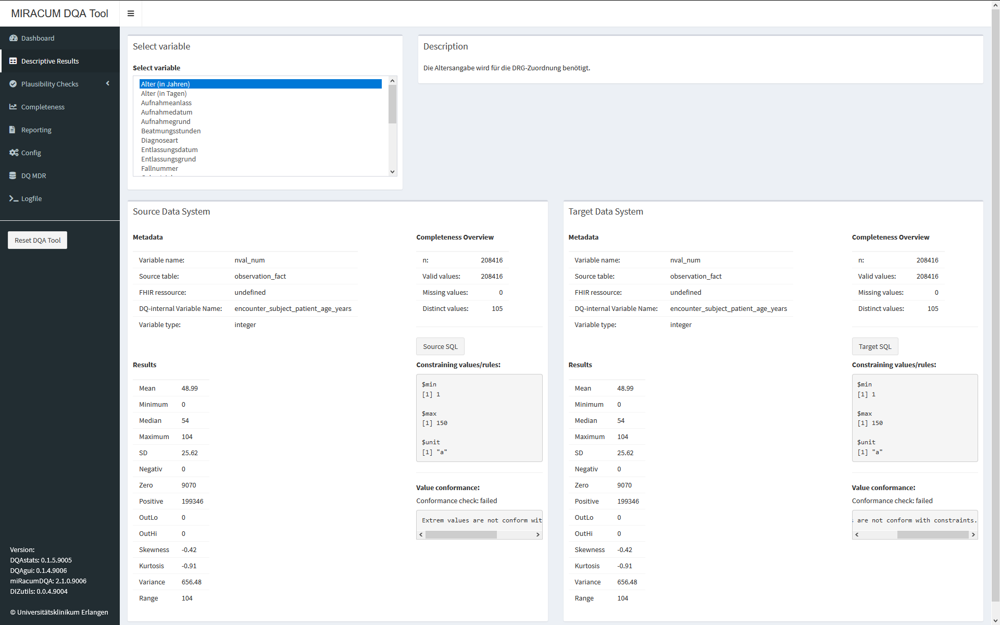 MIRACUM DQA Tool
Dashboard
Descriptive Results
Plausibility Checks
Completeness
Reporting
Config
DQ MDR
Logfile
Reset DQA Tool
Version:
DQAstats: 0.1.5.9005
DQAgui: 0.1.4.9006
miRacumDQA: 2.1.0.9006
DIZutils: 0.0.4.9004
© Universitätsklinikum Erlangen
Select variable
Select variable
Alter (in Jahren)
Alter (in Tagen)
Aufnahmeanlass
Aufnahmedatum
Aufnahmegrund
Beatmungsstunden
Diagnoseart
Entlassungsdatum
Entlassungsgrund
Fallnummer
Description
Die Altersangabe wird für die DRG-Zuordnung benötigt.
Source Data System
Metadata
Variable name: nval_num
Source table: observation_fact
FHIR ressource: undefined
DQ-internal Variable Name: encounter_subject_patient_age_years
Variable type: integer
Completeness Overview
n: 208416
Valid values: 208416
Missing values: 0
Distinct values: 105
Source SQL
Results
Mean 48.99
Minimum 0
Median 54
Maximum 104
SD 25.62
Negativ 0
Zero 9070
Positive 199346
OutLo 0
OutHi 0
Skewness -0.42
Kurtosis -0.91
Variance 656.48
Range 104
Constraining values/rules:
$min
[1] 1
$max
[1] 150
$unit
[1] "a"
Value conformance:
Conformance check: failed
Extrem values are not conform wit
Target Data System
Metadata
Variable name: nval_num
Source table: observation_fact
FHIR ressource: undefined
DQ-internal Variable Name: encounter_subject_patient_age_years
Variable type: integer
Completeness Overview
n: 208416
Valid values: 208416
Missing values: 0
Distinct values: 105
Target SQL
Results
Mean 48.99
Minimum 0
Median 54
Maximum 104
SD 25.62
Negativ 0
Zero 9070
Positive 199346
OutLo 0
OutHi 0
Skewness -0.42
Kurtosis -0.91
Variance 656.48
Range 104
Constraining values/rules:
$min
[1] 1
$max
[1] 150
$unit
[1] "a"
Value conformance:
Conformance check: failed
are not conform with constraints.